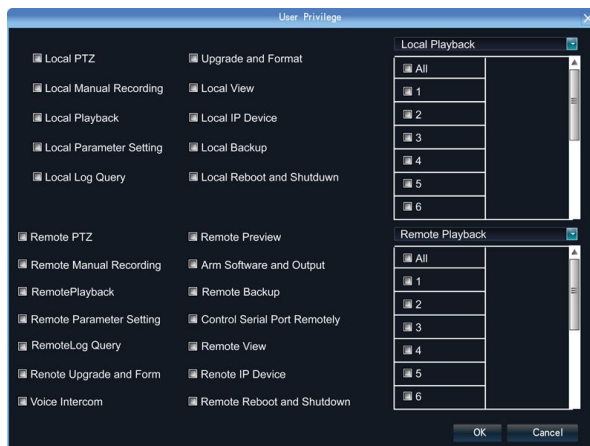 User Privilege
Local PTZ
Upgrade and Format
Local Manual Recording
Local View
Local Playback
Local IP Device
Local Parameter Setting
Local Backup
Local Log Query
Local Reboot and Shutduwn
Local Playback
All
1
2
3
4
5
6
Remote PTZ
Remote Preview
Remote Manual Recording
Arm Software and Output
RemotePlayback
Remote Backup
Remote Parameter Setting
Control Serial Port Remotely
RemoteLog Query
Remote View
Renote Upgrade and Form
Renote IP Device
Voice Intercom
Remote Reboot and Shutdown
Remote Playback
All
1
2
3
4
5
6
OK
Cancel